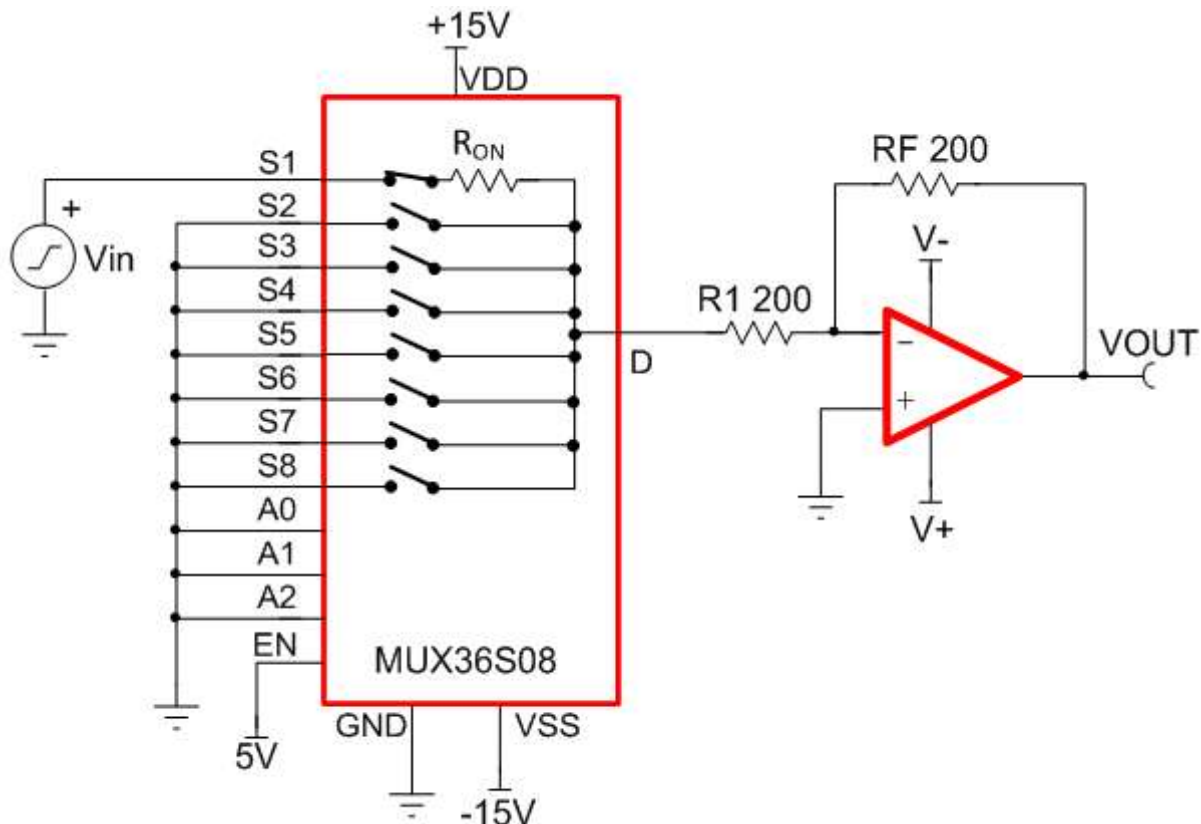 +15V
VDD
S1
RON
S2
S3
S4
S5
S6
S7
S8
A0
A1
A2
EN
+
Vin
RF 200
V-
R1 200
D
−
+
VOUT
V+
MUX36S08
5V
GND
VSS
-15V